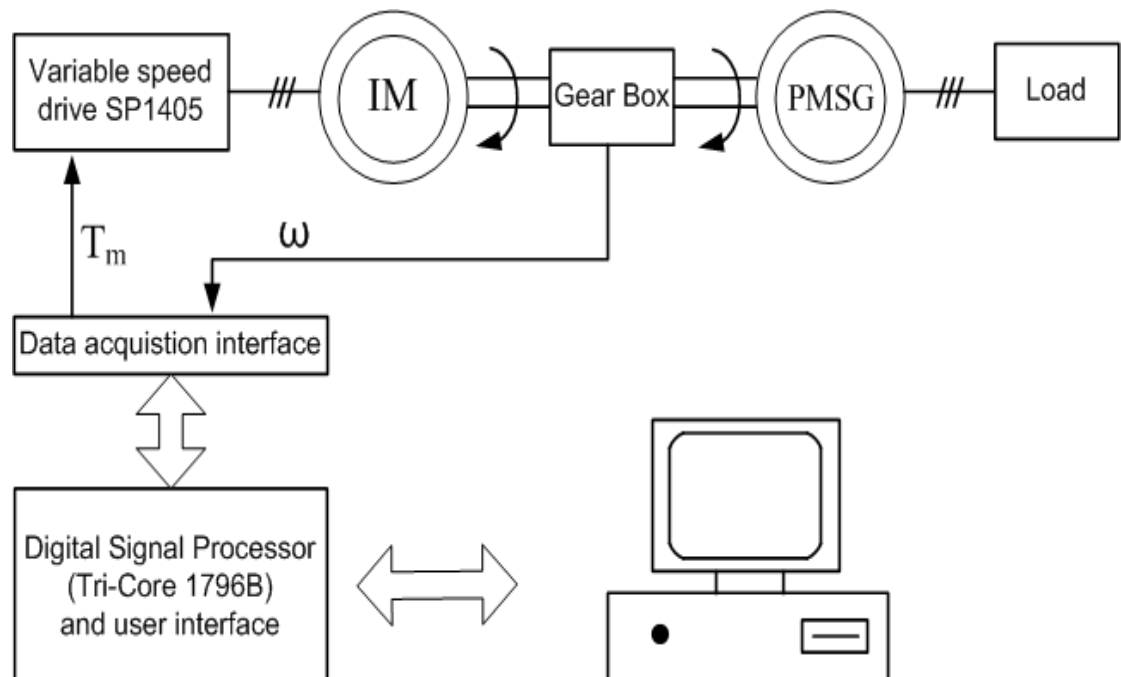 Variable speed
drive SP1405
IM
Gear Box
PMSG
Load
Tm
ω
Data acquistion interface
Digital Signal Processor
(Tri-Core 1796B)
and user interface